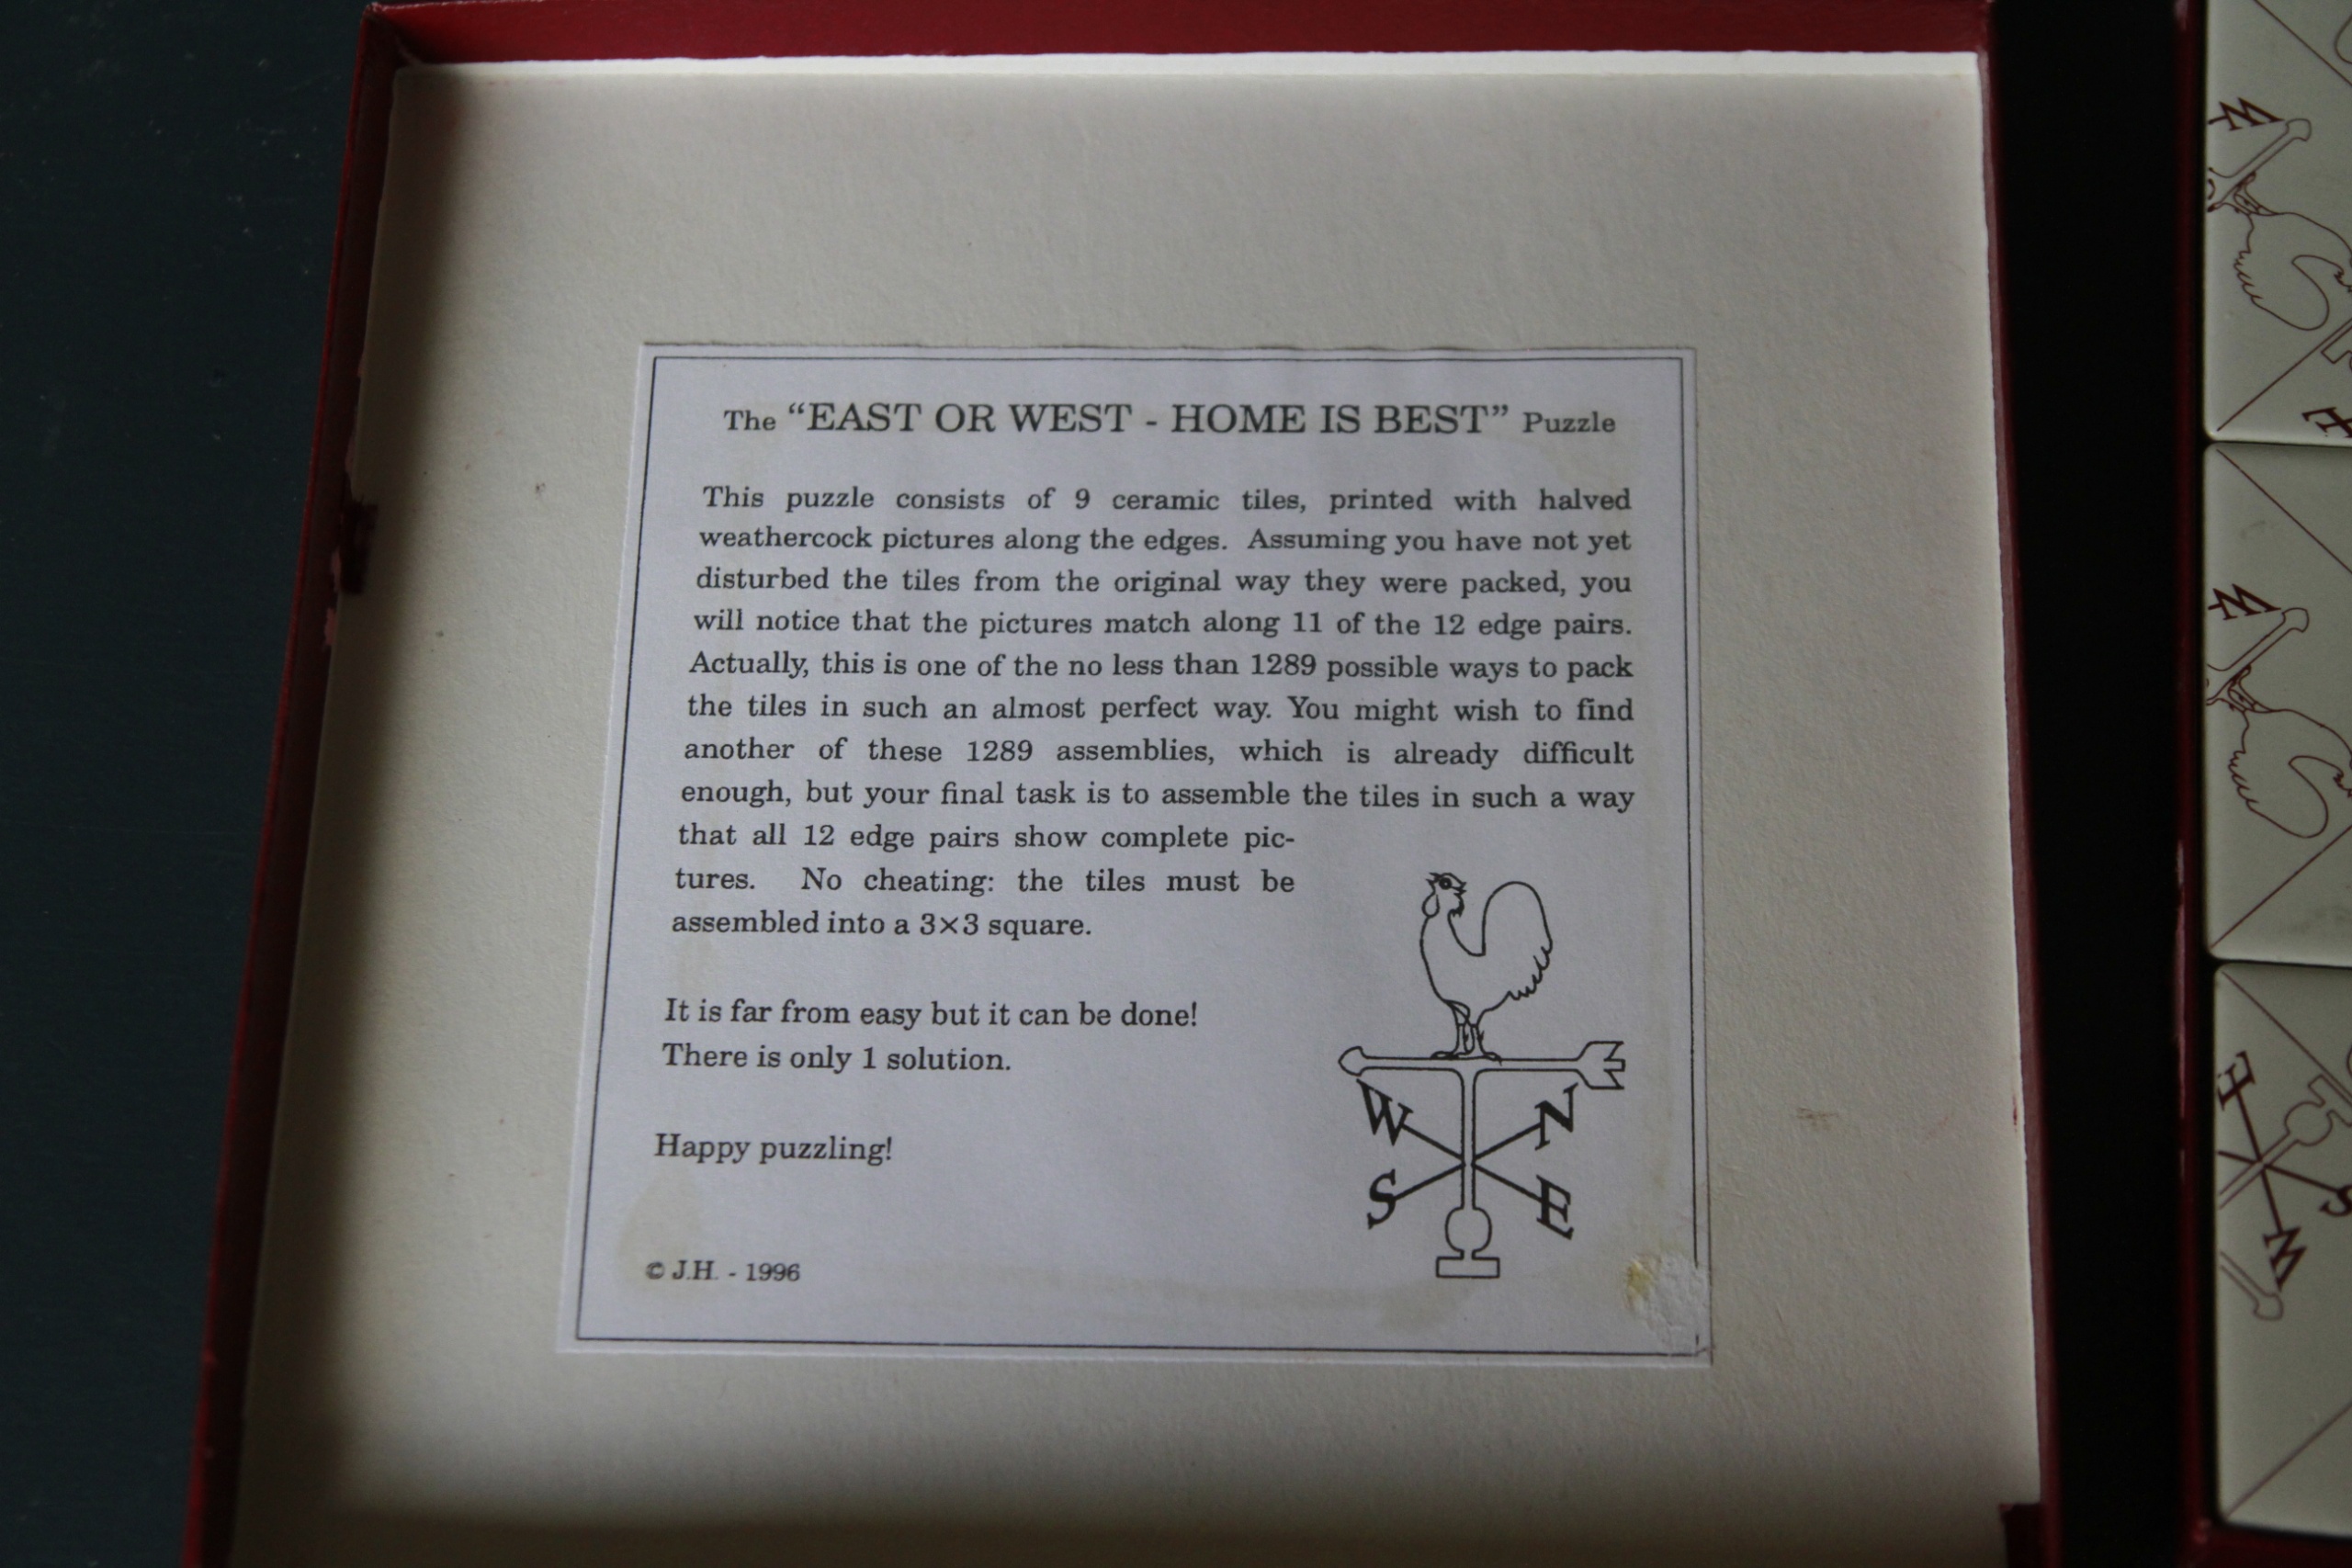 The “EAST OR WEST - HOME IS BEST” Puzzle
This puzzle consists of 9 ceramic tiles, printed with halved
weathercock pictures along the edges. Assuming you have not yet
disturbed the tiles from the original way they were packed, you
will notice that the pictures match along 11 of the 12 edge pairs.
Actually, this is one of the no less than 1289 possible ways to pack
the tiles in such an almost perfect way. You might wish to find
another of these 1289 assemblies, which is already difficult
enough, but your final task is to assemble the tiles in such a way
that all 12 edge pairs show complete pic-
tures. No cheating: the tiles must be
assembled into a 3×3 square.
It is far from easy but it can be done!
There is only 1 solution.
Happy puzzling!
© J.H. - 1996
W N
S E
W
W
E
S
W